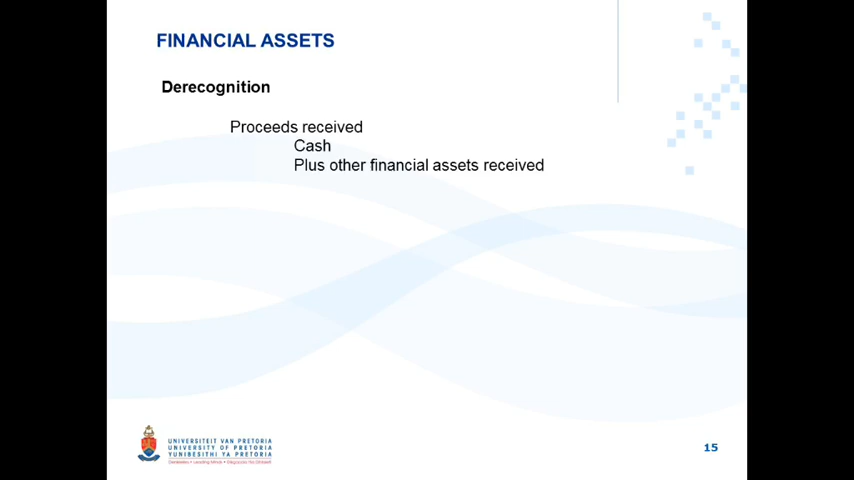 FINANCIAL ASSETS
Derecognition
Proceeds received
Cash
Plus other financial assets received
UNIVERSITEIT VAN PRETORIA
UNIVERSITY OF PRETORIA
YUNIBESITHI YA PRETORIA
15